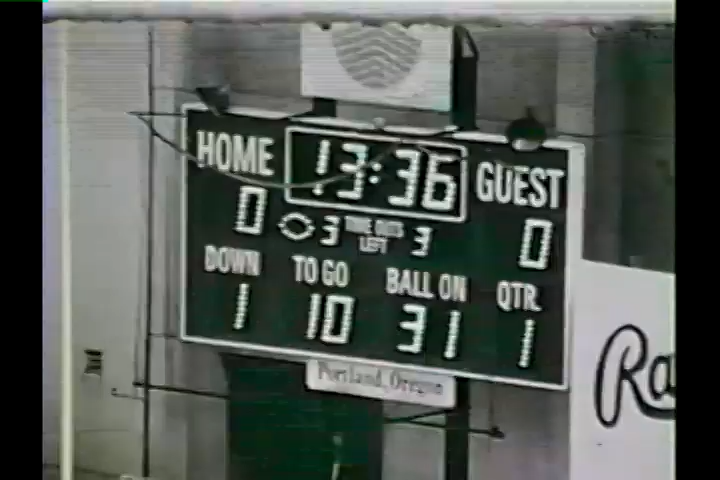 HOME 13:36 GUEST
0 3 TIME OUTS LEFT 3 0
DOWN TO GO BALL ON QTR.
1 10 31 1
Portland, Oregon
Ra